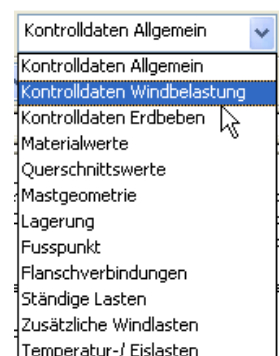 Kontrolldaten Allgemein
Kontrolldaten Allgemein
Kontrolldaten Windbelastung
Kontrolldaten Erdbeben
Materialwerte
Querschnittswerte
Mastgeometrie
Lagerung
Fusspunkt
Flanschverbindungen
Ständige Lasten
Zusätzliche Windlasten
Temperatur-/ Eislasten